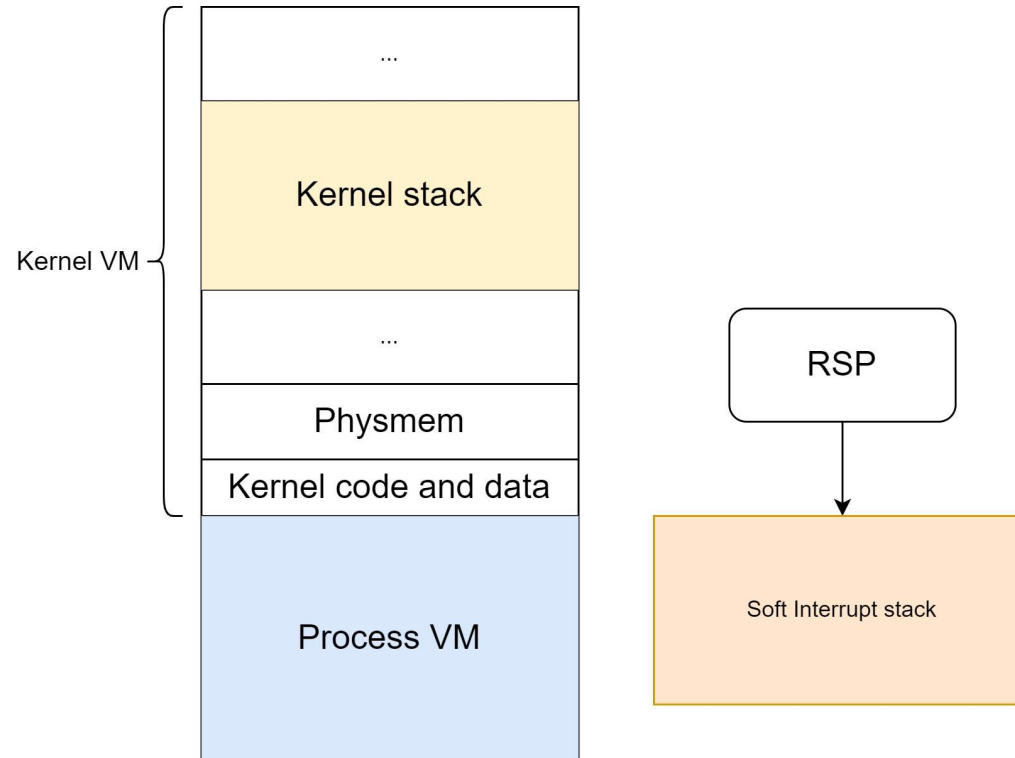 ...
Kernel stack
Kernel VM
...
RSP
Physmem
Kernel code and data
Soft Interrupt stack
Process VM